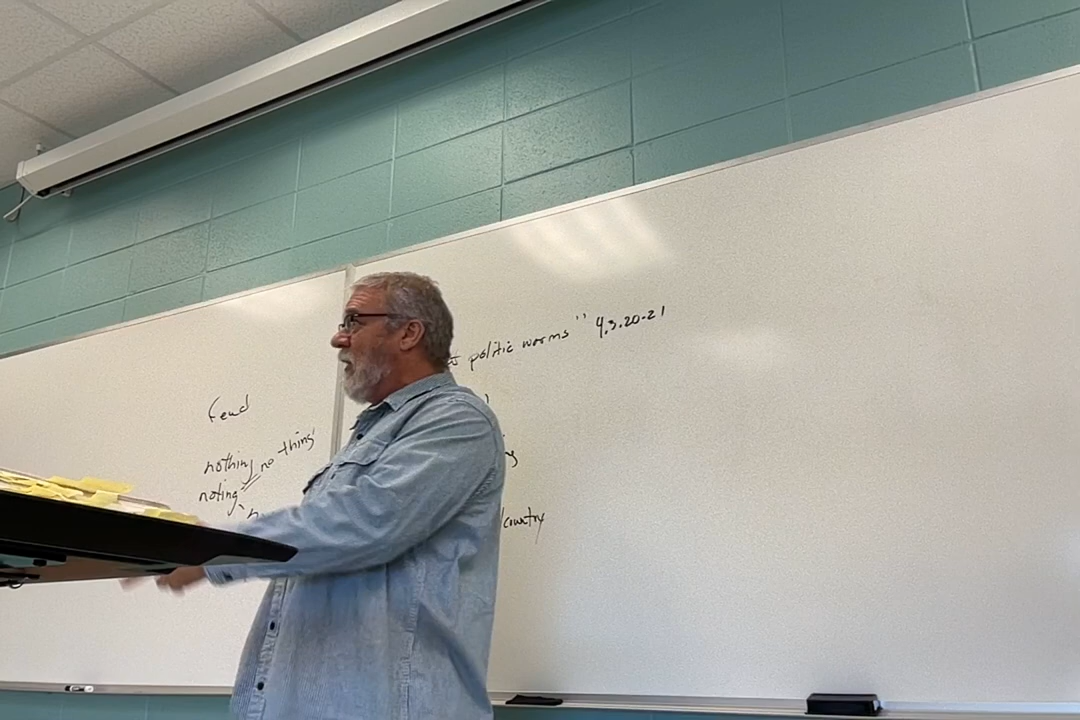 politic worms" 4.3.20-21
feud
nothing no thing
noting
country